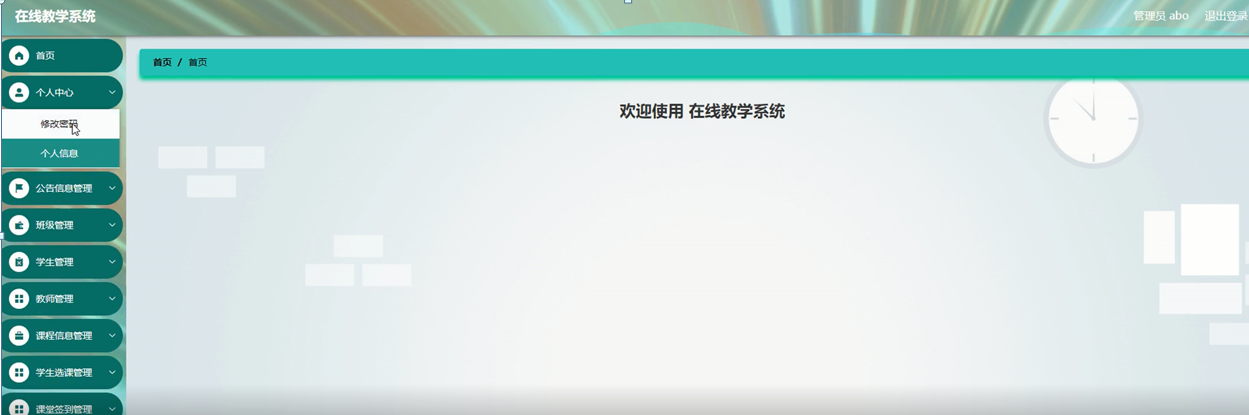 在线教学系统
管理员 abo 退出登录
首页
个人中心
修改密码
个人信息
公告信息管理
班级管理
学生管理
教师管理
课程信息管理
学生选课管理
课堂签到管理
首页 / 首页
欢迎使用 在线教学系统